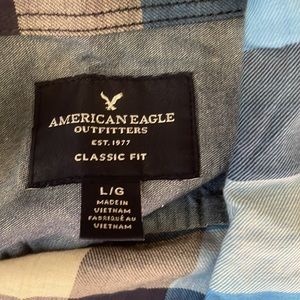 AMERICAN EAGLE
OUTFITTERS
EST. 1977
CLASSIC FIT
L/G
MADE IN
VIETNAM
FABRIQUÉ AU
VIETNAM